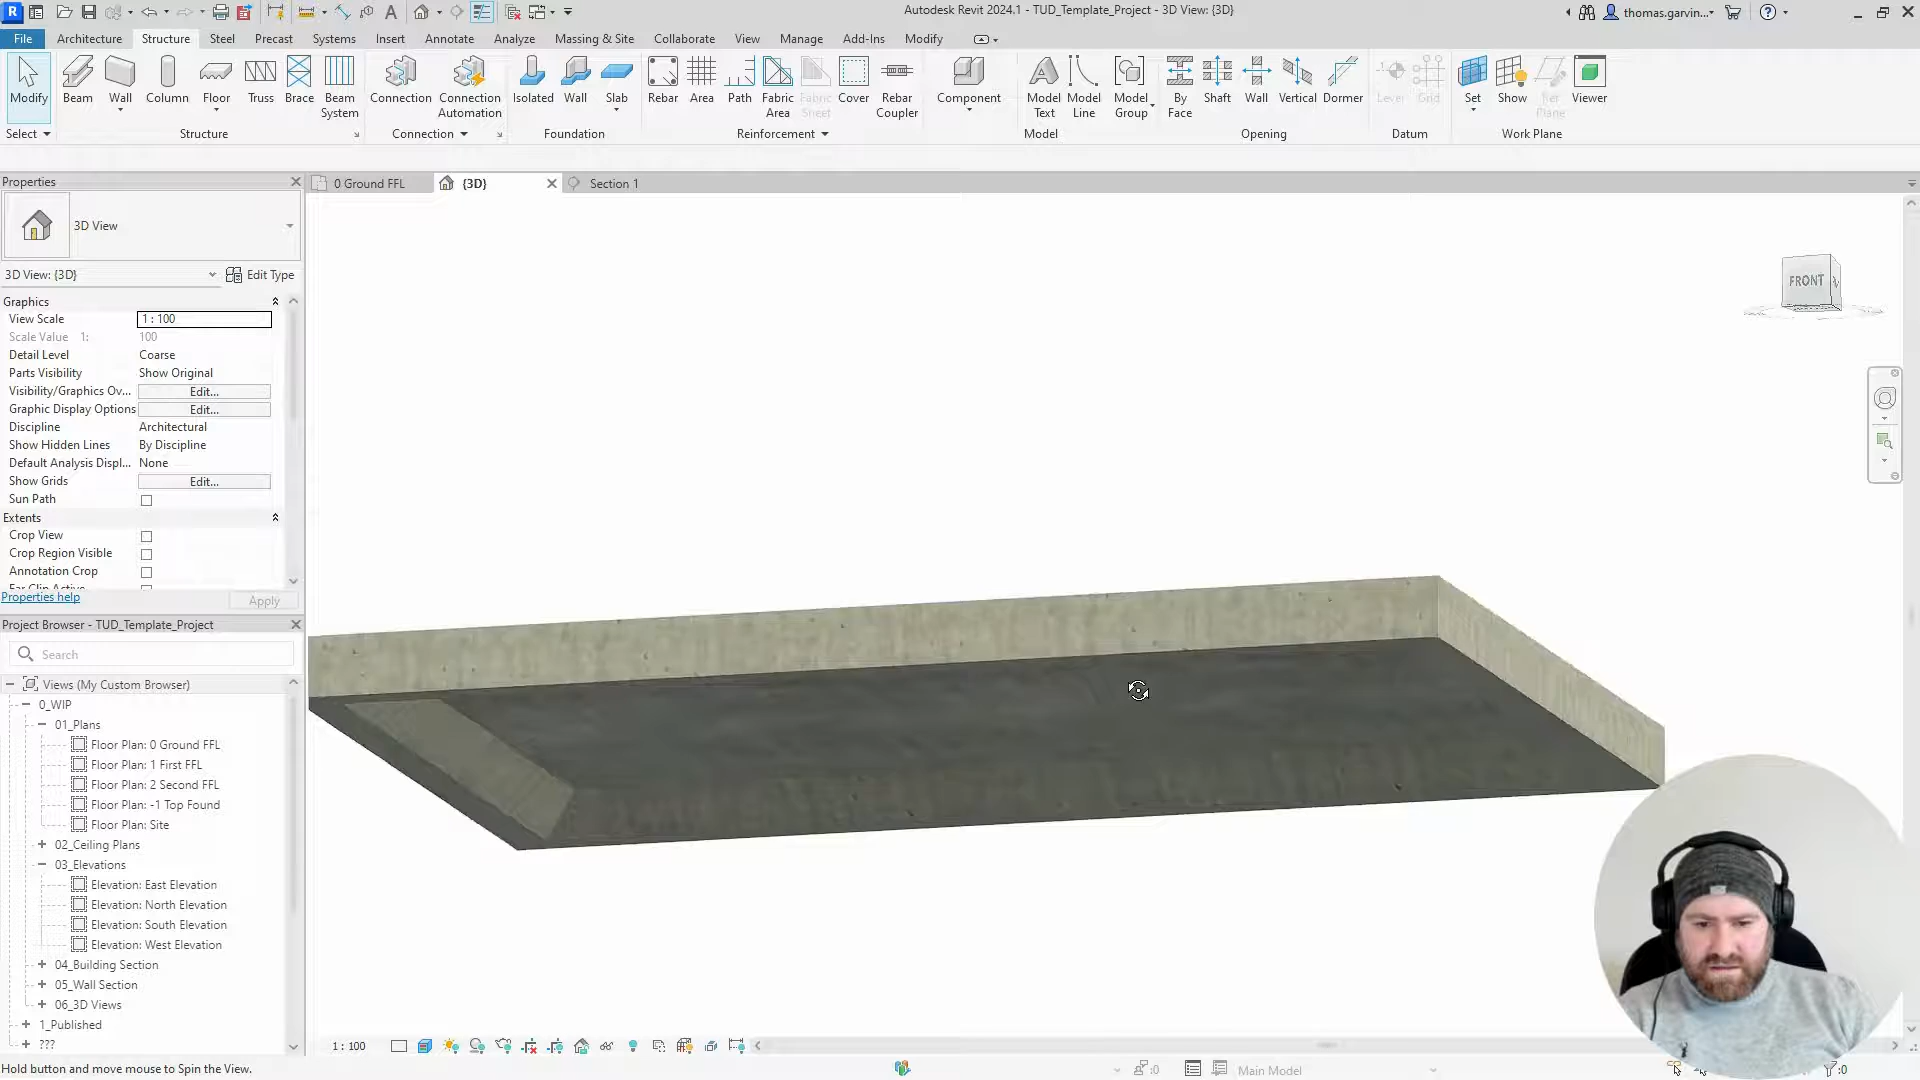 Autodesk Revit 2024.1 - TUD_Template_Project - 3D View: {3D}
thomas.garvin...
File Architecture Structure Steel Precast Systems Insert Annotate Analyze Massing & Site Collaborate View Manage Add-Ins Modify
Modify Beam Wall Column Floor Truss Brace Beam System Connection Connection Automation Isolated Wall Slab Rebar Area Path Fabric Area Fabric Sheet Cover Rebar Coupler Component Model Text Model Line Model Group By Face Shaft Wall Vertical Dormer Level Grid Set Show Ref Plane Viewer
Select Structure Connection Foundation Reinforcement Model Opening Datum Work Plane
Properties
0 Ground FFL
{3D}
Section 1
3D View
3D View: {3D} Edit Type
Graphics
View Scale 1 : 100
Scale Value 1: 100
Detail Level Coarse
Parts Visibility Show Original
Visibility/Graphics Ov... Edit...
Graphic Display Options Edit...
Discipline Architectural
Show Hidden Lines By Discipline
Default Analysis Displ... None
Show Grids Edit...
Sun Path
Extents
Crop View
Crop Region Visible
Annotation Crop
Far Clip Active
Properties help Apply
FRONT
Project Browser - TUD_Template_Project
Search
Views (My Custom Browser)
0_WIP
01_Plans
Floor Plan: 0 Ground FFL
Floor Plan: 1 First FFL
Floor Plan: 2 Second FFL
Floor Plan: -1 Top Found
Floor Plan: Site
02_Ceiling Plans
03_Elevations
Elevation: East Elevation
Elevation: North Elevation
Elevation: South Elevation
Elevation: West Elevation
04_Building Section
05_Wall Section
06_3D Views
1_Published
???
1 : 100
Hold button and move mouse to Spin the View.
:0
Main Model
:0